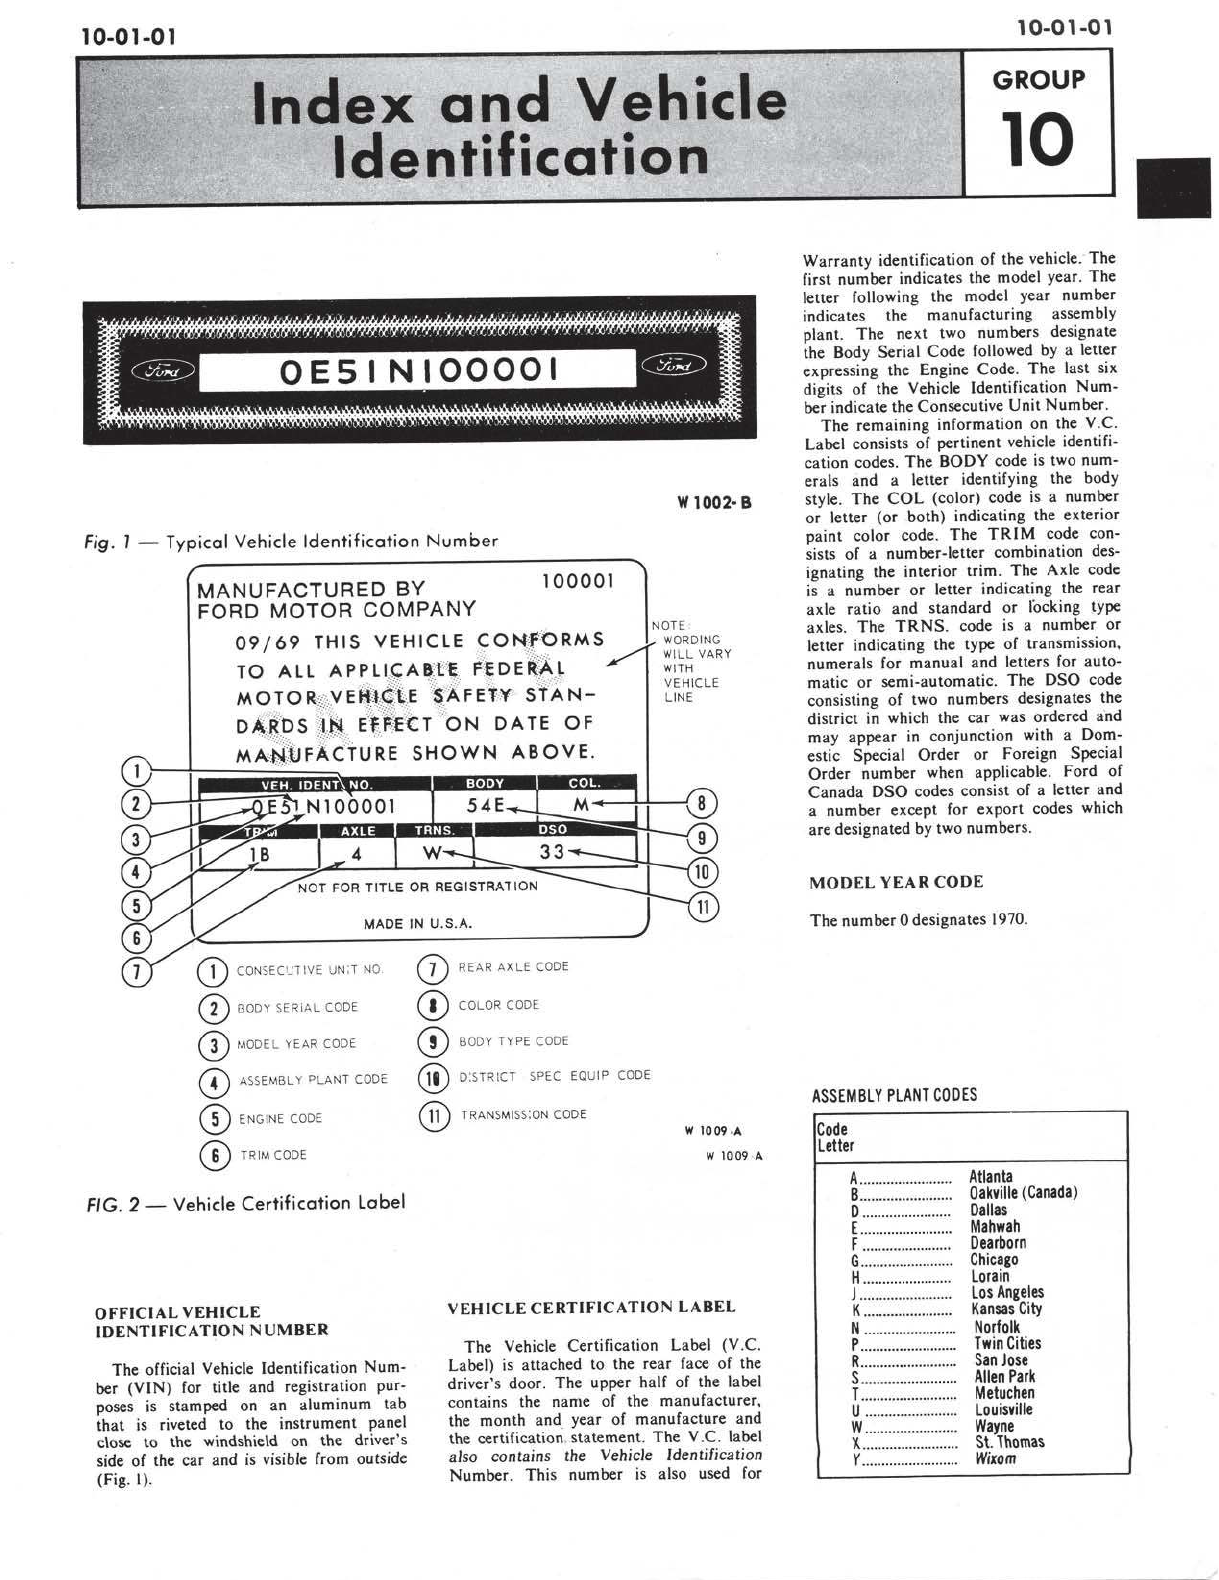 10-01-01
10-01-01
Index and Vehicle
Identification
GROUP
10
Ford
0E51N100001
Ford
W 1002-B
Fig. 1 — Typical Vehicle Identification Number
MANUFACTURED BY
FORD MOTOR COMPANY
100001
09/69 THIS VEHICLE CONFORMS
TO ALL APPLICABLE FEDERAL
MOTOR VEHICLE SAFETY STAN-
DARDS IN EFFECT ON DATE OF
MANUFACTURE SHOWN ABOVE.
NOTE:
WORDING
WILL VARY
WITH
VEHICLE
LINE
VEH. IDENT. NO. BODY COL.
0E51N100001 54E M
TRIM AXLE TRNS. DSO
1B 4 W 33
NOT FOR TITLE OR REGISTRATION
MADE IN U.S.A.
1
2
3
4
5
6
7
8
9
10
11
1 CONSECUTIVE UNIT NO.
2 BODY SERIAL CODE
3 MODEL YEAR CODE
4 ASSEMBLY PLANT CODE
5 ENGINE CODE
6 TRIM CODE
7 REAR AXLE CODE
8 COLOR CODE
9 BODY TYPE CODE
10 DISTRICT SPEC EQUIP CODE
11 TRANSMISSION CODE
W 1009-A
W 1009-A
FIG. 2 — Vehicle Certification Label
OFFICIAL VEHICLE
IDENTIFICATION NUMBER
The official Vehicle Identification Num-
ber (VIN) for title and registration pur-
poses is stamped on an aluminum tab
that is riveted to the instrument panel
close to the windshield on the driver's
side of the car and is visible from outside
(Fig. 1).
VEHICLE CERTIFICATION LABEL
The Vehicle Certification Label (V.C.
Label) is attached to the rear face of the
driver's door. The upper half of the label
contains the name of the manufacturer,
the month and year of manufacture and
the certification statement. The V.C. label
also contains the Vehicle Identification
Number. This number is also used for
Warranty identification of the vehicle. The
first number indicates the model year. The
letter following the model year number
indicates the manufacturing assembly
plant. The next two numbers designate
the Body Serial Code followed by a letter
expressing the Engine Code. The last six
digits of the Vehicle Identification Num-
ber indicate the Consecutive Unit Number.
The remaining information on the V.C.
Label consists of pertinent vehicle identifi-
cation codes. The BODY code is two num-
erals and a letter identifying the body
style. The COL (color) code is a number
or letter (or both) indicating the exterior
paint color code. The TRIM code con-
sists of a number-letter combination des-
ignating the interior trim. The Axle code
is a number or letter indicating the rear
axle ratio and standard or locking type
axles. The TRNS. code is a number or
letter indicating the type of transmission,
numerals for manual and letters for auto-
matic or semi-automatic. The DSO code
consisting of two numbers designates the
district in which the car was ordered and
may appear in conjunction with a Dom-
estic Special Order or Foreign Special
Order number when applicable. Ford of
Canada DSO codes consist of a letter and
a number except for export codes which
are designated by two numbers.
MODEL YEAR CODE
The number 0 designates 1970.
ASSEMBLY PLANT CODES
Code
Letter
A........................ Atlanta
B........................ Oakville (Canada)
D........................ Dallas
E........................ Mahwah
F........................ Dearborn
G........................ Chicago
H........................ Lorain
J........................ Los Angeles
K........................ Kansas City
N........................ Norfolk
P........................ Twin Cities
R........................ San Jose
S........................ Allen Park
T........................ Metuchen
U........................ Louisville
W........................ Wayne
X........................ St. Thomas
Y........................ Wixom